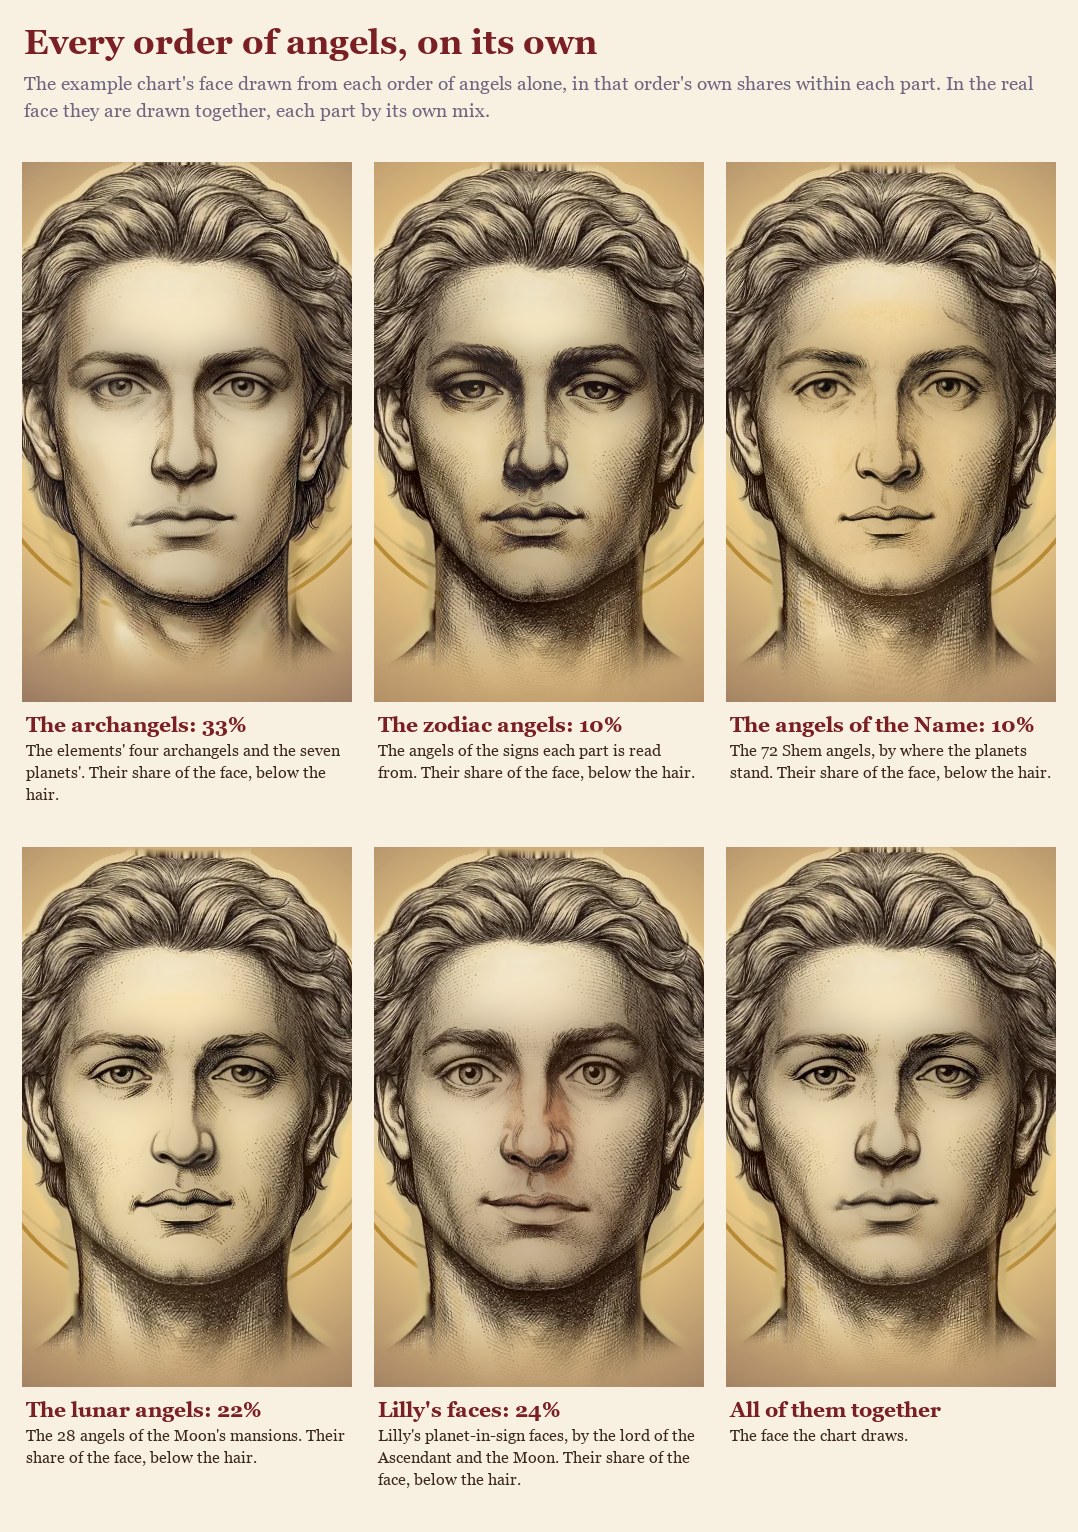 Every order of angels, on its own
The example chart's face drawn from each order of angels alone, in that order's own shares within each part. In the real
face they are drawn together, each part by its own mix.
The archangels: 33%
The elements' four archangels and the seven
planets'. Their share of the face, below the
hair.
The zodiac angels: 10%
The angels of the signs each part is read
from. Their share of the face, below the hair.
The angels of the Name: 10%
The 72 Shem angels, by where the planets
stand. Their share of the face, below the hair.
The lunar angels: 22%
The 28 angels of the Moon's mansions. Their
share of the face, below the hair.
Lilly's faces: 24%
Lilly's planet-in-sign faces, by the lord of the
Ascendant and the Moon. Their share of the
face, below the hair.
All of them together
The face the chart draws.